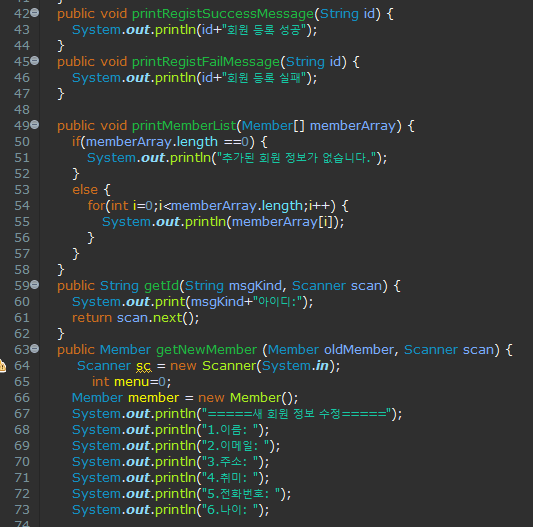 41 }
42 public void printRegistSuccessMessage(String id) {
43 System.out.println(id+"회원 등록 성공");
44 }
45 public void printRegistFailMessage(String id) {
46 System.out.println(id+"회원 등록 실패");
47 }
48
49 public void printMemberList(Member[] memberArray) {
50 if(memberArray.length ==0) {
51 System.out.println("추가된 회원 정보가 없습니다.");
52 }
53 else {
54 for(int i=0;i<memberArray.length;i++) {
55 System.out.println(memberArray[i]);
56 }
57 }
58 }
59 public String getId(String msgKind, Scanner scan) {
60 System.out.print(msgKind+"아이디:");
61 return scan.next();
62 }
63 public Member getNewMember (Member oldMember, Scanner scan) {
64 Scanner sc = new Scanner(System.in);
65 int menu=0;
66 Member member = new Member();
67 System.out.println("=====새 회원 정보 수정=====");
68 System.out.println("1.이름: ");
69 System.out.println("2.이메일: ");
70 System.out.println("3.주소: ");
71 System.out.println("4.취미: ");
72 System.out.println("5.전화번호: ");
73 System.out.println("6.나이: ");
74